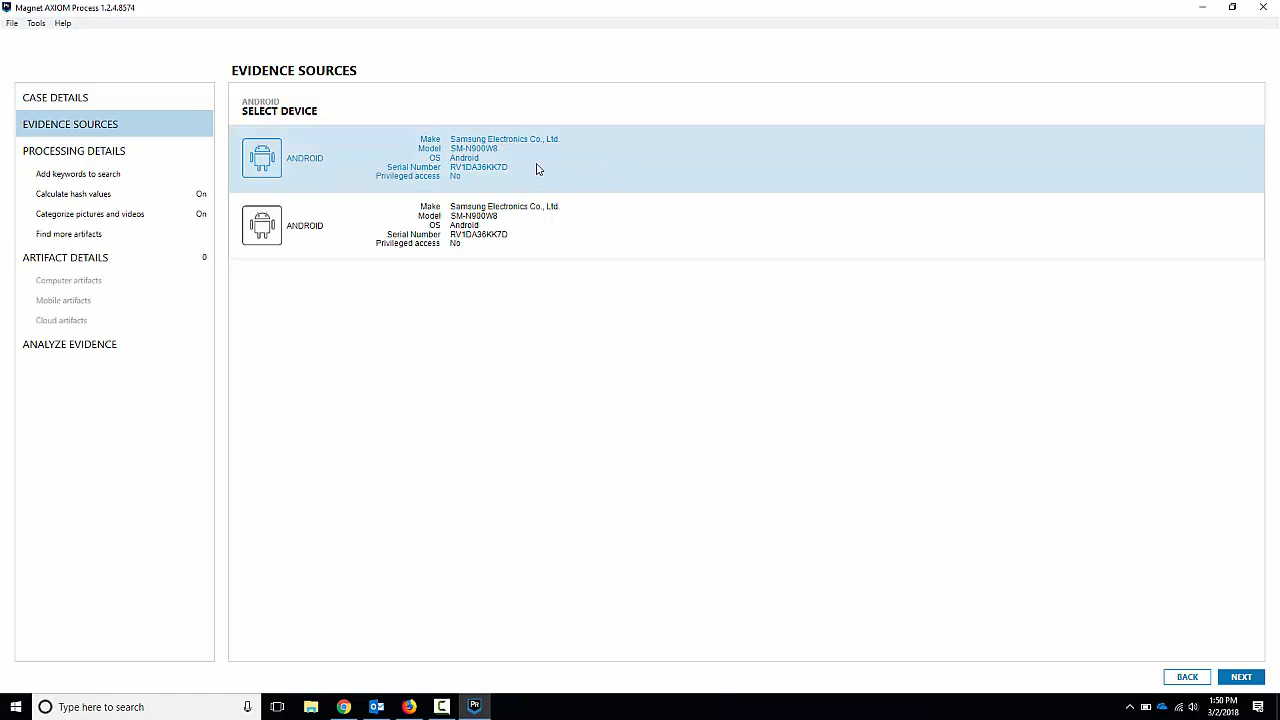 Magnet AXIOM Process 1.2.4.8574
File Tools Help
EVIDENCE SOURCES
CASE DETAILS
EVIDENCE SOURCES
PROCESSING DETAILS
Add keywords to search
Calculate hash values On
Categorize pictures and videos On
Find more artifacts
ARTIFACT DETAILS 0
Computer artifacts
Mobile artifacts
Cloud artifacts
ANALYZE EVIDENCE
ANDROID
SELECT DEVICE
ANDROID
Make Samsung Electronics Co., Ltd.
Model SM-N900W8
OS Android
Serial Number RV1DA36KK7D
Privileged access No
ANDROID
Make Samsung Electronics Co., Ltd.
Model SM-N900W8
OS Android
Serial Number RV1DA36KK7D
Privileged access No
BACK NEXT
Type here to search
1:50 PM
3/2/2018